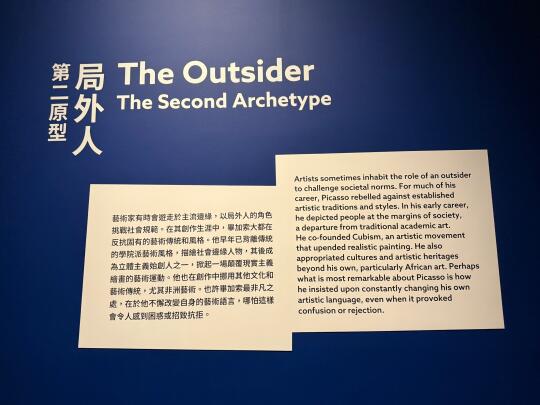 局外人
第二原型
The Outsider
The Second Archetype
藝術家有時會遊走於主流邊緣，以局外人的角色
挑戰社會規範。在其創作生涯中，畢加索大都在
反抗固有的藝術傳統和風格。他早年已背離傳統
的學院派藝術風格，描繪社會邊緣人物，其後成
為立體主義始創人之一，掀起一場顛覆現實主義
繪畫的藝術運動。他也在創作中挪用其他文化和
藝術傳統，尤其非洲藝術。也許畢加索最非凡之
處，在於他不懈改變自身的藝術語言，哪怕這樣
會令人感到困惑或招致抗拒。
Artists sometimes inhabit the role of an outsider
to challenge societal norms. For much of his
career, Picasso rebelled against established
artistic traditions and styles. In his early career,
he depicted people at the margins of society,
a departure from traditional academic art.
He co-founded Cubism, an artistic movement
that upended realistic painting. He also
appropriated cultures and artistic heritages
beyond his own, particularly African art. Perhaps
what is most remarkable about Picasso is how
he insisted upon constantly changing his own
artistic language, even when it provoked
confusion or rejection.